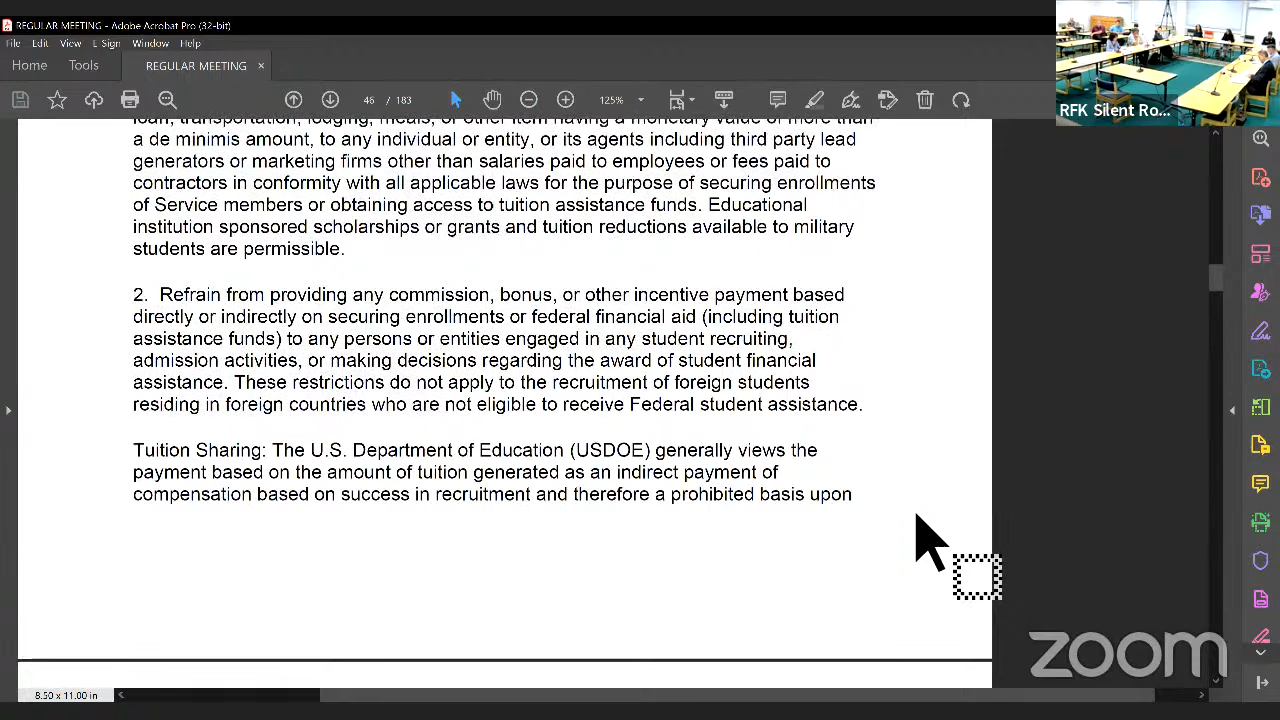 REGULAR MEETING - Adobe Acrobat Pro (32-bit)
File Edit View E-Sign Window Help
Home Tools REGULAR MEETING ×
46 / 183 125%
RFK Silent Ro...
loan, transportation, lodging, or other item having a monetary value of more than
a de minimis amount, to any individual or entity, or its agents including third party lead
generators or marketing firms other than salaries paid to employees or fees paid to
contractors in conformity with all applicable laws for the purpose of securing enrollments
of Service members or obtaining access to tuition assistance funds. Educational
institution sponsored scholarships or grants and tuition reductions available to military
students are permissible.
2. Refrain from providing any commission, bonus, or other incentive payment based
directly or indirectly on securing enrollments or federal financial aid (including tuition
assistance funds) to any persons or entities engaged in any student recruiting,
admission activities, or making decisions regarding the award of student financial
assistance. These restrictions do not apply to the recruitment of foreign students
residing in foreign countries who are not eligible to receive Federal student assistance.
Tuition Sharing: The U.S. Department of Education (USDOE) generally views the
payment based on the amount of tuition generated as an indirect payment of
compensation based on success in recruitment and therefore a prohibited basis upon
8.50 x 11.00 in
zoom